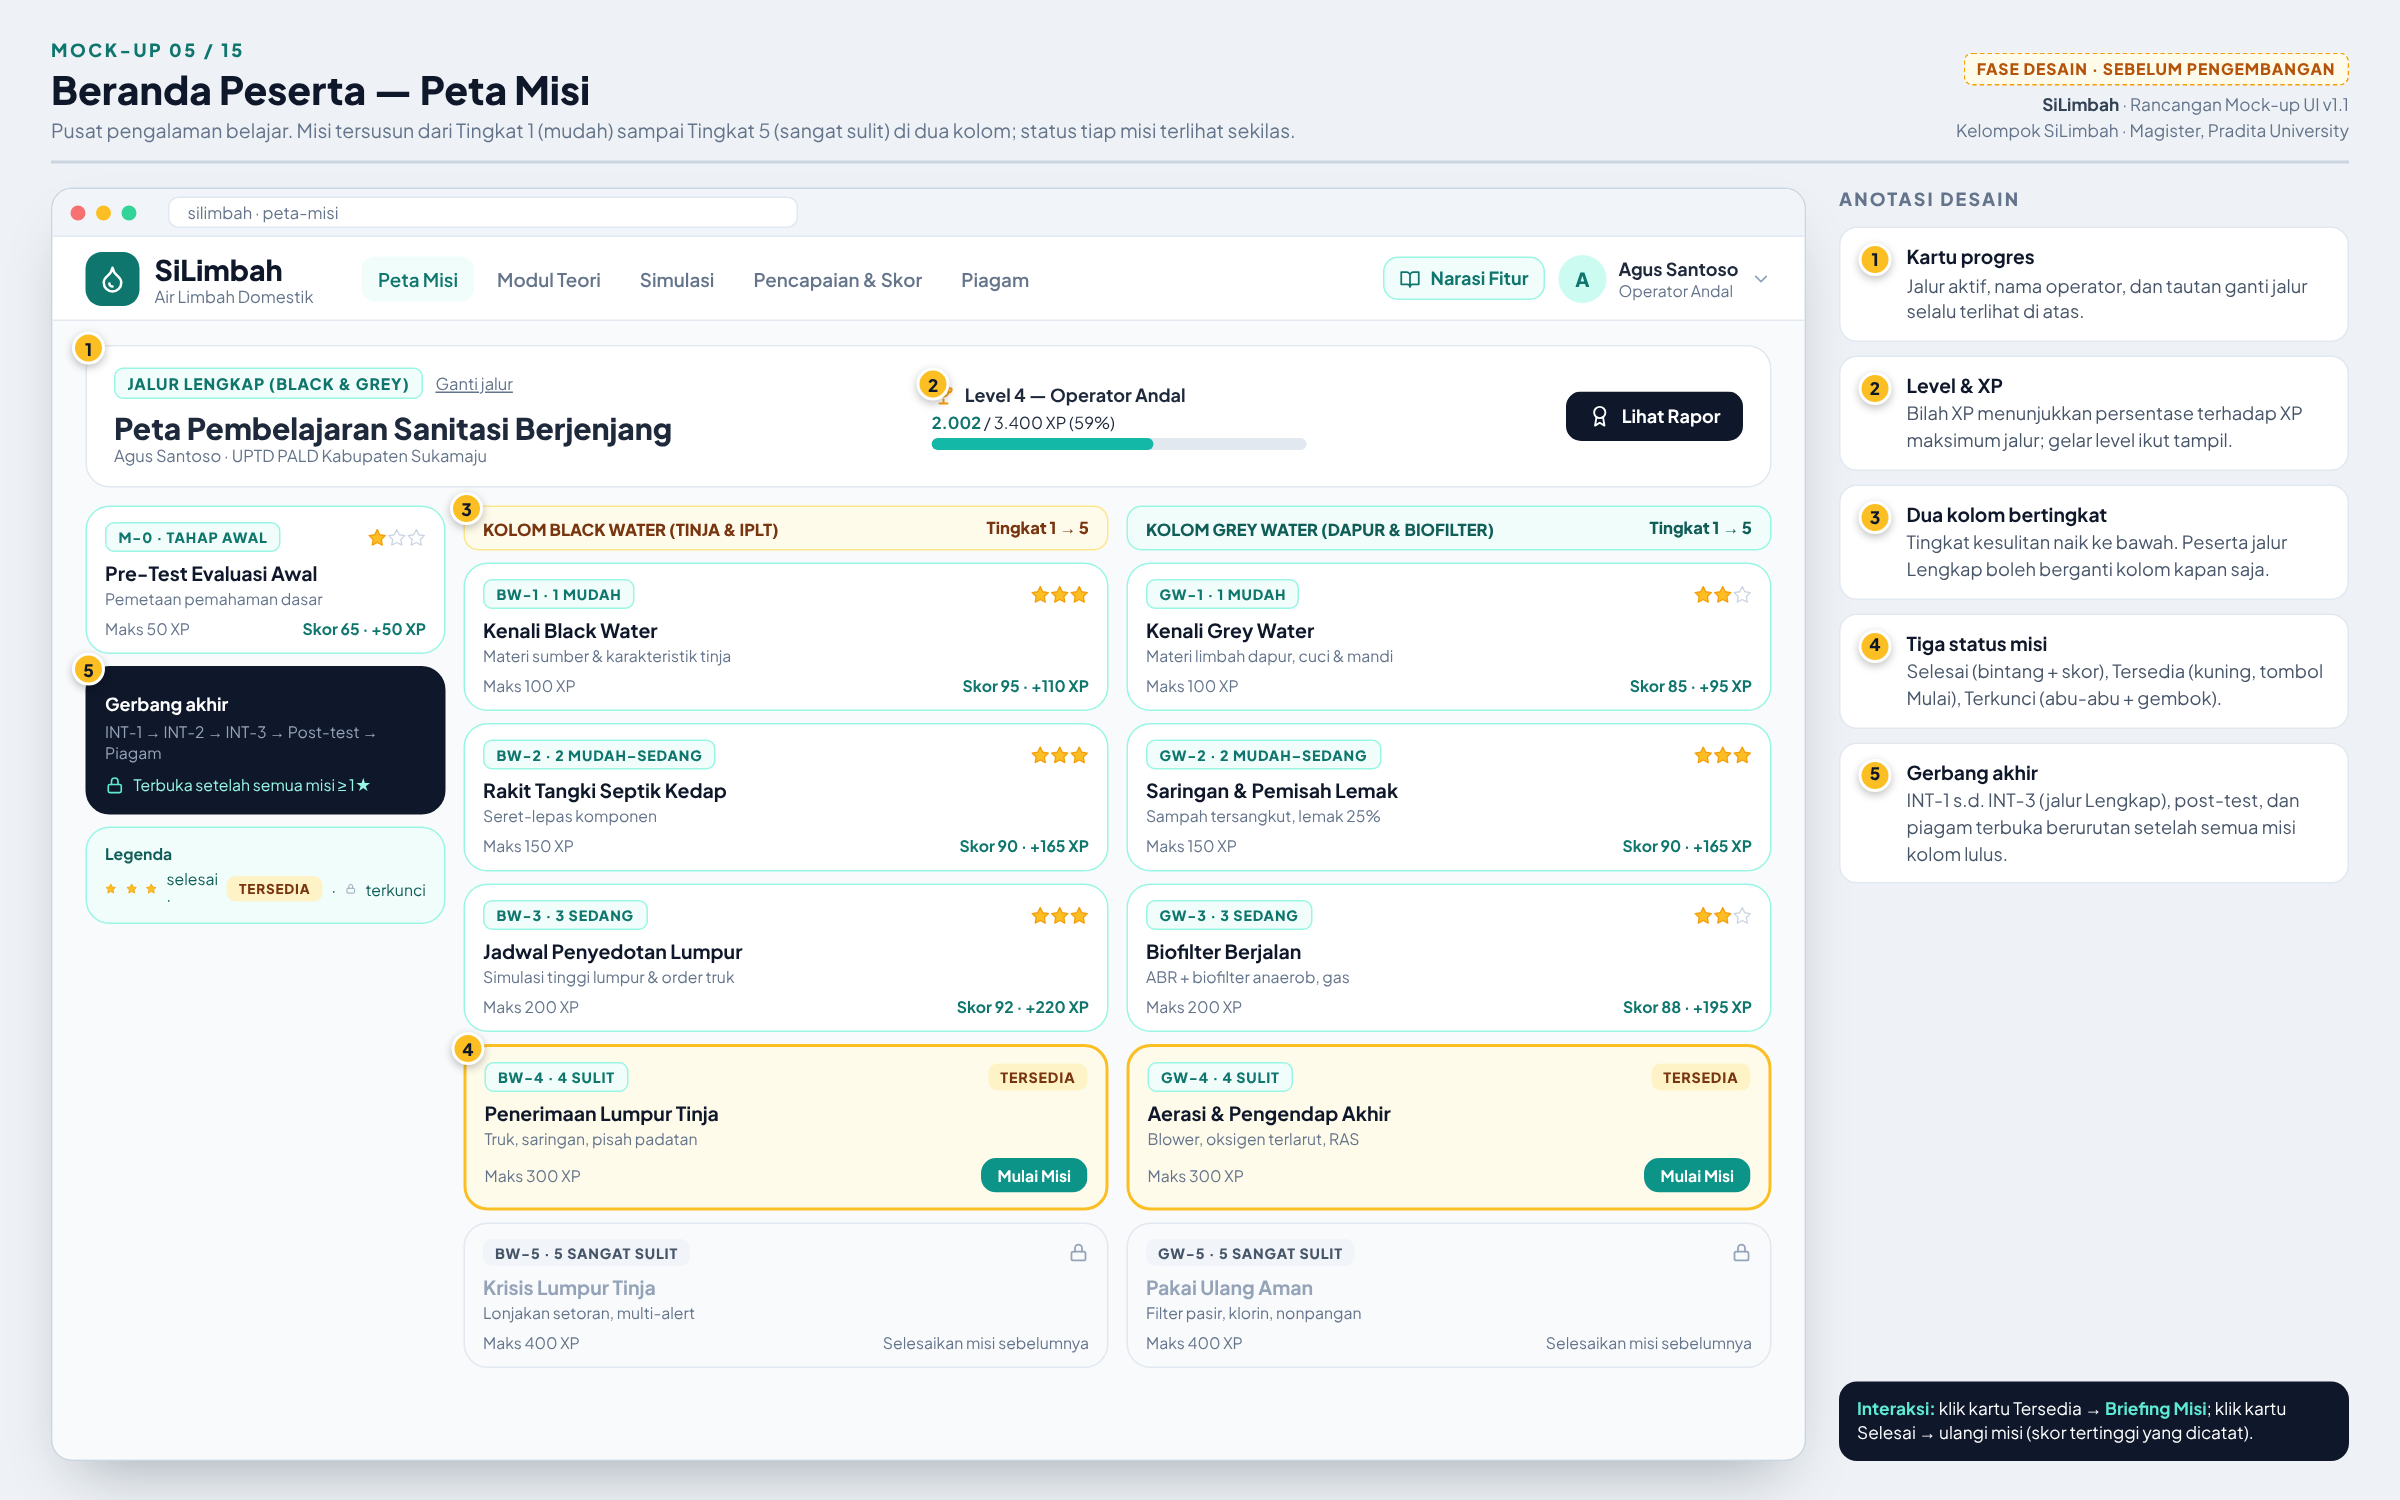 MOCK-UP 05 / 15
Beranda Peserta — Peta Misi
Pusat pengalaman belajar. Misi tersusun dari Tingkat 1 (mudah) sampai Tingkat 5 (sangat sulit) di dua kolom; status tiap misi terlihat sekilas.
FASE DESAIN · SEBELUM PENGEMBANGAN
SiLimbah · Rancangan Mock-up UI v1.1
Kelompok SiLimbah · Magister, Pradita University
silimbah · peta-misi
SiLimbah
Air Limbah Domestik
Peta Misi
Modul Teori
Simulasi
Pencapaian & Skor
Piagam
Narasi Fitur
A
Agus Santoso
Operator Andal
1
JALUR LENGKAP (BLACK & GREY)
Ganti jalur
Peta Pembelajaran Sanitasi Berjenjang
Agus Santoso · UPTD PALD Kabupaten Sukamaju
2
Level 4 — Operator Andal
2.002 / 3.400 XP (59%)
Lihat Rapor
M-0 · TAHAP AWAL
Pre-Test Evaluasi Awal
Pemetaan pemahaman dasar
Maks 50 XP
Skor 65 · +50 XP
5
Gerbang akhir
INT-1 → INT-2 → INT-3 → Post-test →
Piagam
Terbuka setelah semua misi ≥ 1★
Legenda
selesai
·
TERSEDIA
·
terkunci
3
KOLOM BLACK WATER (TINJA & IPLT)
Tingkat 1 → 5
BW-1 · 1 MUDAH
Kenali Black Water
Materi sumber & karakteristik tinja
Maks 100 XP
Skor 95 · +110 XP
BW-2 · 2 MUDAH-SEDANG
Rakit Tangki Septik Kedap
Seret-lepas komponen
Maks 150 XP
Skor 90 · +165 XP
BW-3 · 3 SEDANG
Jadwal Penyedotan Lumpur
Simulasi tinggi lumpur & order truk
Maks 200 XP
Skor 92 · +220 XP
4
BW-4 · 4 SULIT
TERSEDIA
Penerimaan Lumpur Tinja
Truk, saringan, pisah padatan
Maks 300 XP
Mulai Misi
BW-5 · 5 SANGAT SULIT
Krisis Lumpur Tinja
Lonjakan setoran, multi-alert
Maks 400 XP
Selesaikan misi sebelumnya
KOLOM GREY WATER (DAPUR & BIOFILTER)
Tingkat 1 → 5
GW-1 · 1 MUDAH
Kenali Grey Water
Materi limbah dapur, cuci & mandi
Maks 100 XP
Skor 85 · +95 XP
GW-2 · 2 MUDAH-SEDANG
Saringan & Pemisah Lemak
Sampah tersangkut, lemak 25%
Maks 150 XP
Skor 90 · +165 XP
GW-3 · 3 SEDANG
Biofilter Berjalan
ABR + biofilter anaerob, gas
Maks 200 XP
Skor 88 · +195 XP
GW-4 · 4 SULIT
TERSEDIA
Aerasi & Pengendap Akhir
Blower, oksigen terlarut, RAS
Maks 300 XP
Mulai Misi
GW-5 · 5 SANGAT SULIT
Pakai Ulang Aman
Filter pasir, klorin, nonpangan
Maks 400 XP
Selesaikan misi sebelumnya
ANOTASI DESAIN
1
Kartu progres
Jalur aktif, nama operator, dan tautan ganti jalur
selalu terlihat di atas.
2
Level & XP
Bilah XP menunjukkan persentase terhadap XP
maksimum jalur; gelar level ikut tampil.
3
Dua kolom bertingkat
Tingkat kesulitan naik ke bawah. Peserta jalur
Lengkap boleh berganti kolom kapan saja.
4
Tiga status misi
Selesai (bintang + skor), Tersedia (kuning, tombol
Mulai), Terkunci (abu-abu + gembok).
5
Gerbang akhir
INT-1 s.d. INT-3 (jalur Lengkap), post-test, dan
piagam terbuka berurutan setelah semua misi
kolom lulus.
Interaksi: klik kartu Tersedia → Briefing Misi; klik kartu
Selesai → ulangi misi (skor tertinggi yang dicatat).